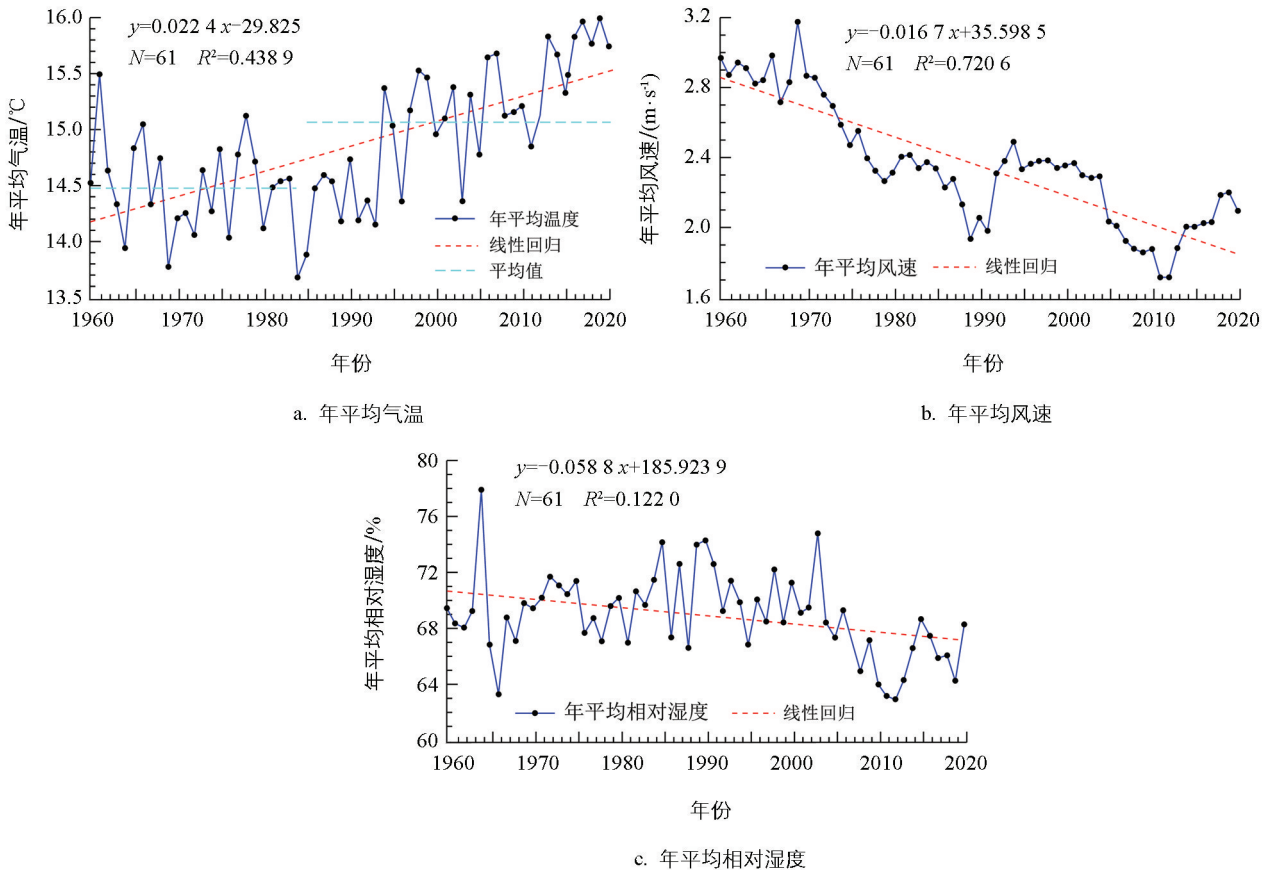 16.0
15.5
15.0
14.5
14.0
13.5
年平均气温/℃
y=0.022 4 x−29.825
N=61 R²=0.438 9
年平均温度
线性回归
平均值
1960 1970 1980 1990 2000 2010 2020
年份
a. 年平均气温
3.2
2.8
2.4
2.0
1.6
年平均风速/(m·s⁻¹)
y=−0.016 7 x+35.598 5
N=61 R²=0.720 6
年平均风速 线性回归
1960 1970 1980 1990 2000 2010 2020
年份
b. 年平均风速
80
76
72
68
64
60
年平均相对湿度/%
y=−0.058 8 x+185.923 9
N=61 R²=0.122 0
年平均相对湿度 线性回归
1960 1970 1980 1990 2000 2010 2020
年份
c. 年平均相对湿度